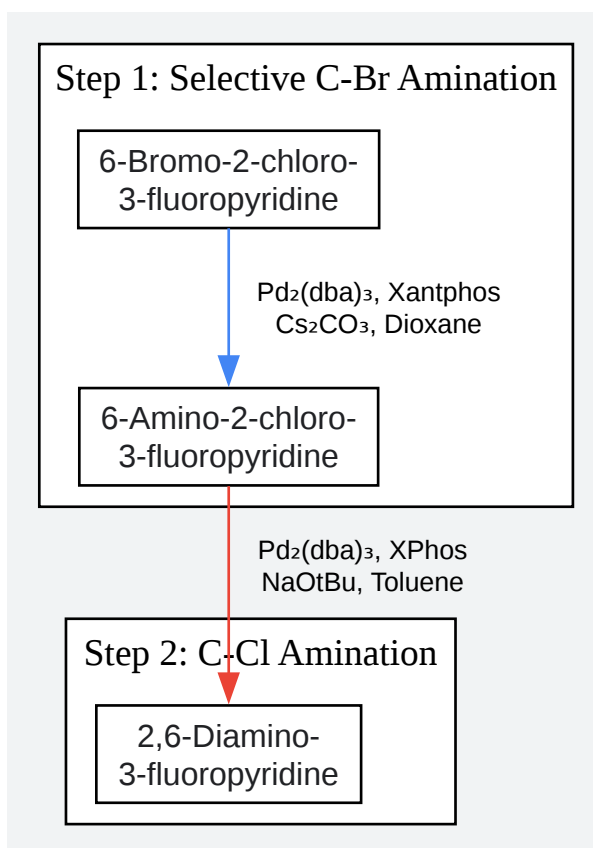 Step 1: Selective C-Br Amination
6-Bromo-2-chloro-
3-fluoropyridine
Pd₂(dba)₃, Xantphos
Cs₂CO₃, Dioxane
6-Amino-2-chloro-
3-fluoropyridine
Pd₂(dba)₃, XPhos
NaOtBu, Toluene
Step 2: C-Cl Amination
2,6-Diamino-
3-fluoropyridine